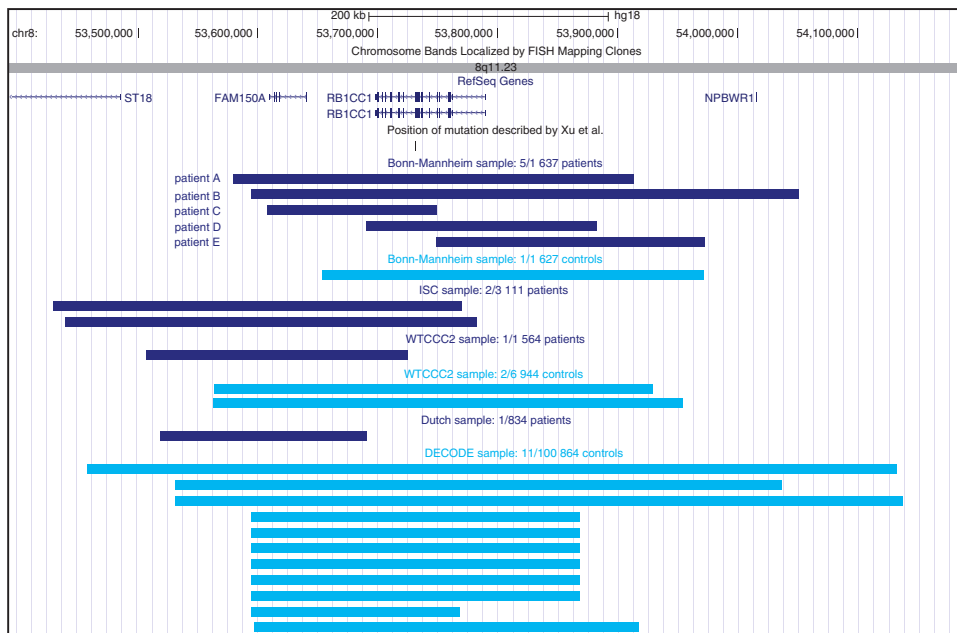 200 kb hg18
chr8: 53,500,000 53,600,000 53,700,000 53,800,000 53,900,000 54,000,000 54,100,000
Chromosome Bands Localized by FISH Mapping Clones
8q11.23
RefSeq Genes
ST18 FAM150A RB1CC1 NPBWR1
RB1CC1
Position of mutation described by Xu et al.
Bonn-Mannheim sample: 5/1 637 patients
patient A
patient B
patient C
patient D
patient E
Bonn-Mannheim sample: 1/1 627 controls
ISC sample: 2/3 111 patients
WTCCC2 sample: 1/1 564 patients
WTCCC2 sample: 2/6 944 controls
Dutch sample: 1/834 patients
DECODE sample: 11/100 864 controls